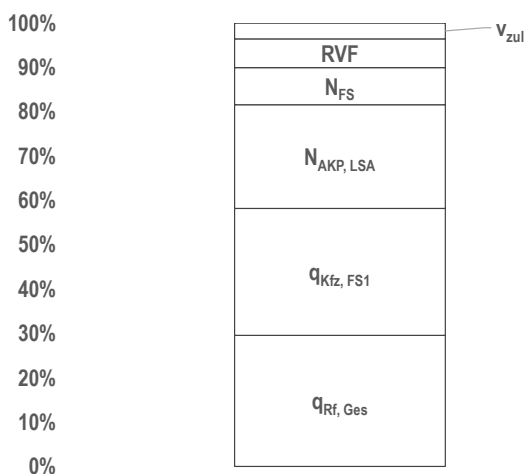 100%
v_zul
RVF
90%
N_FS
80%
70%
N_AKP, LSA
60%
50%
q_Kfz, FS1
40%
30%
20%
q_Rf, Ges
10%
0%